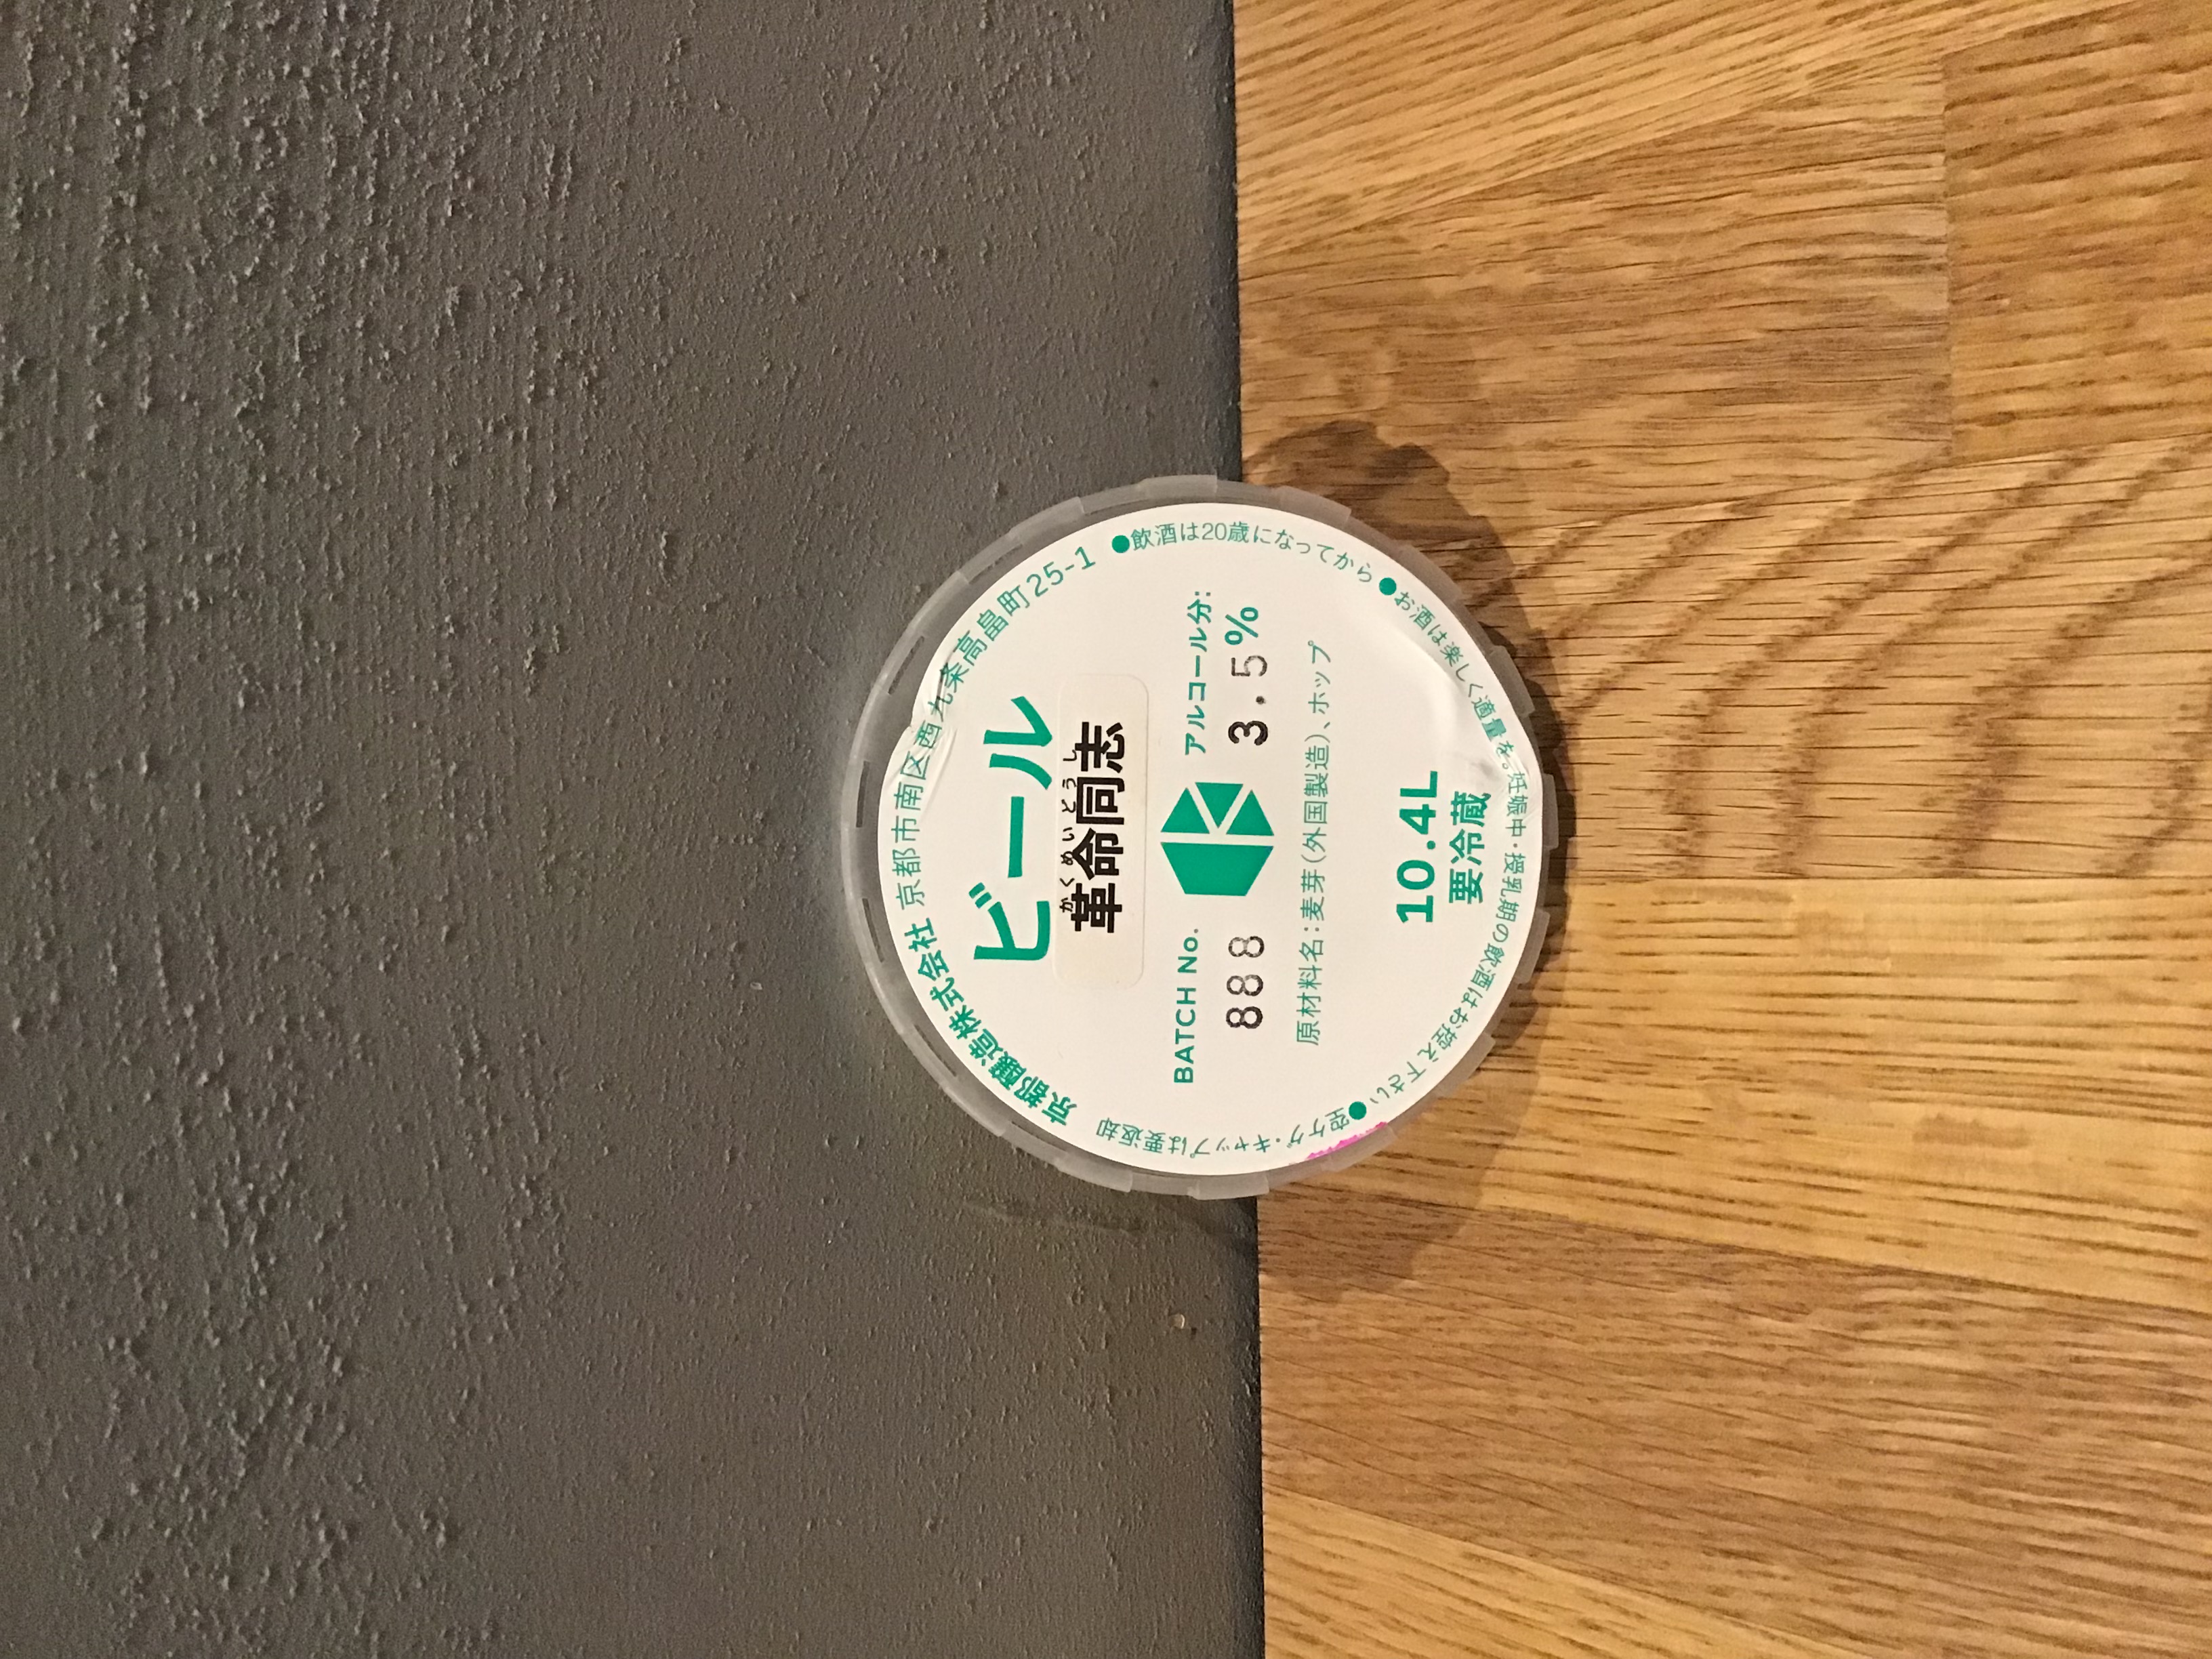 京都醸造株式会社 京都市南区西九条高畠町25-1
ビール
かくめいどうし
革命同志
BATCH No.
888
アルコール分:
3.5%
原材料名：麦芽（外国製造）、ホップ
10.4L
要冷蔵
●飲酒は20歳になってから
●お酒は楽しく適量を。妊娠中・授乳期の飲酒はお控え下さい
●空ケグ・キャップは要返却